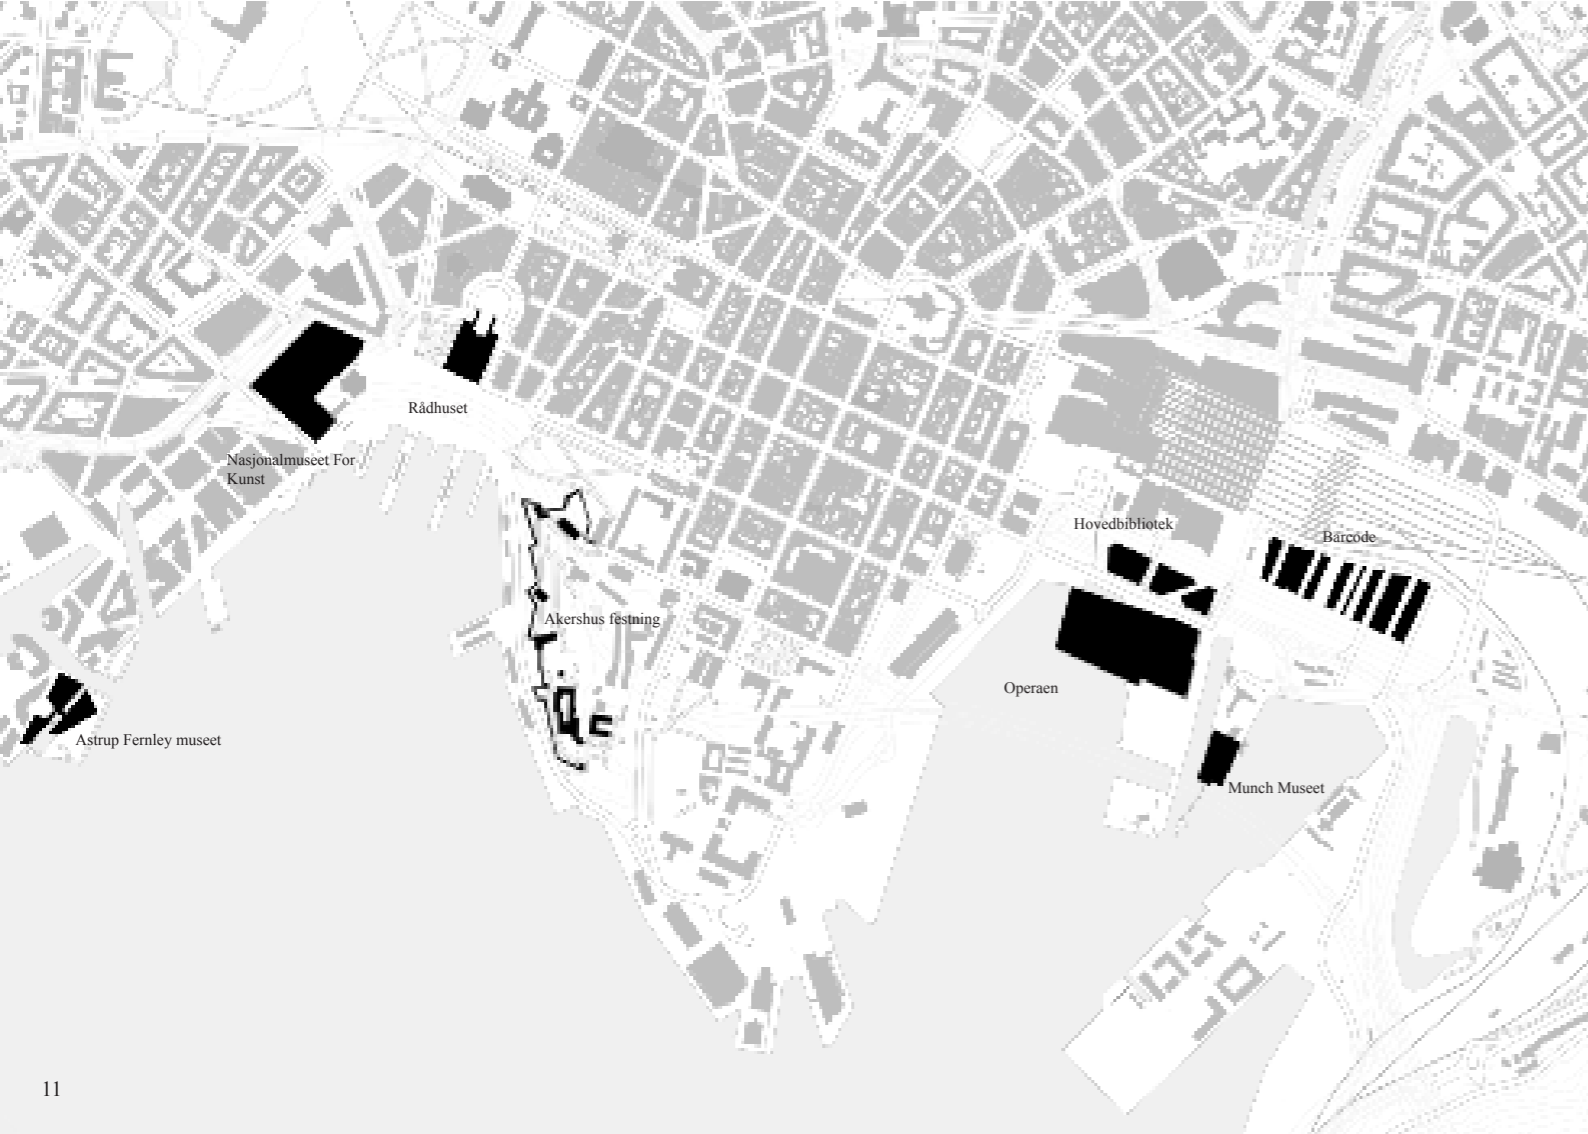 Rådhuset
Nasjonalmuseet For
Kunst
Hovedbibliotek
Barcode
Akershus festning
Operaen
Astrup Fernley museet
Munch Museet
11